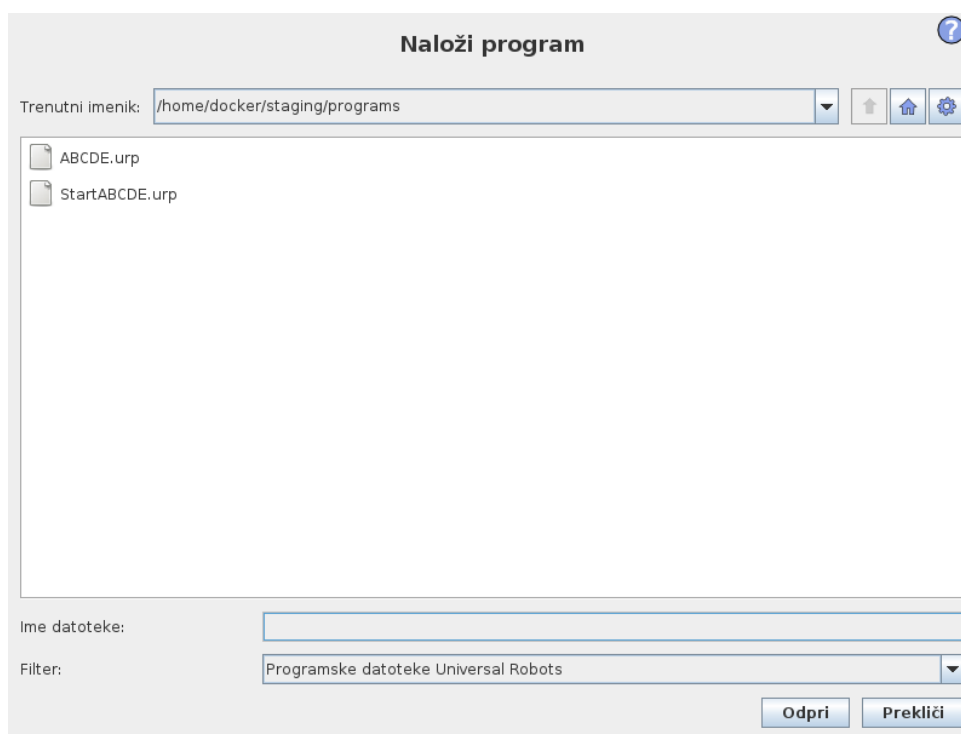 Naloži program
?
Trenutni imenik: /home/docker/staging/programs
ABCDE.urp
StartABCDE.urp
Ime datoteke:
Filter: Programske datoteke Universal Robots
Odpri Prekliči